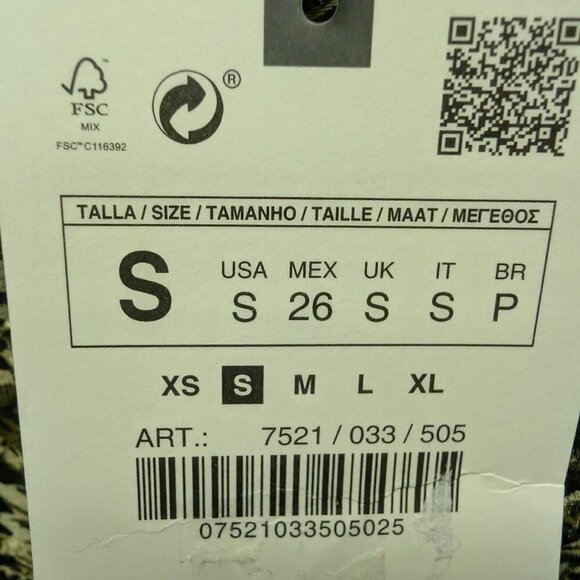 FSC™
MIX
FSC™ C116392
®
TALLA / SIZE / TAMANHO / TAILLE / MAAT / ΜΕΓΕΘΟΣ
S
USA MEX UK IT BR
S 26 S S P
XS S M L XL
ART.: 7521 / 033 / 505
07521033505025